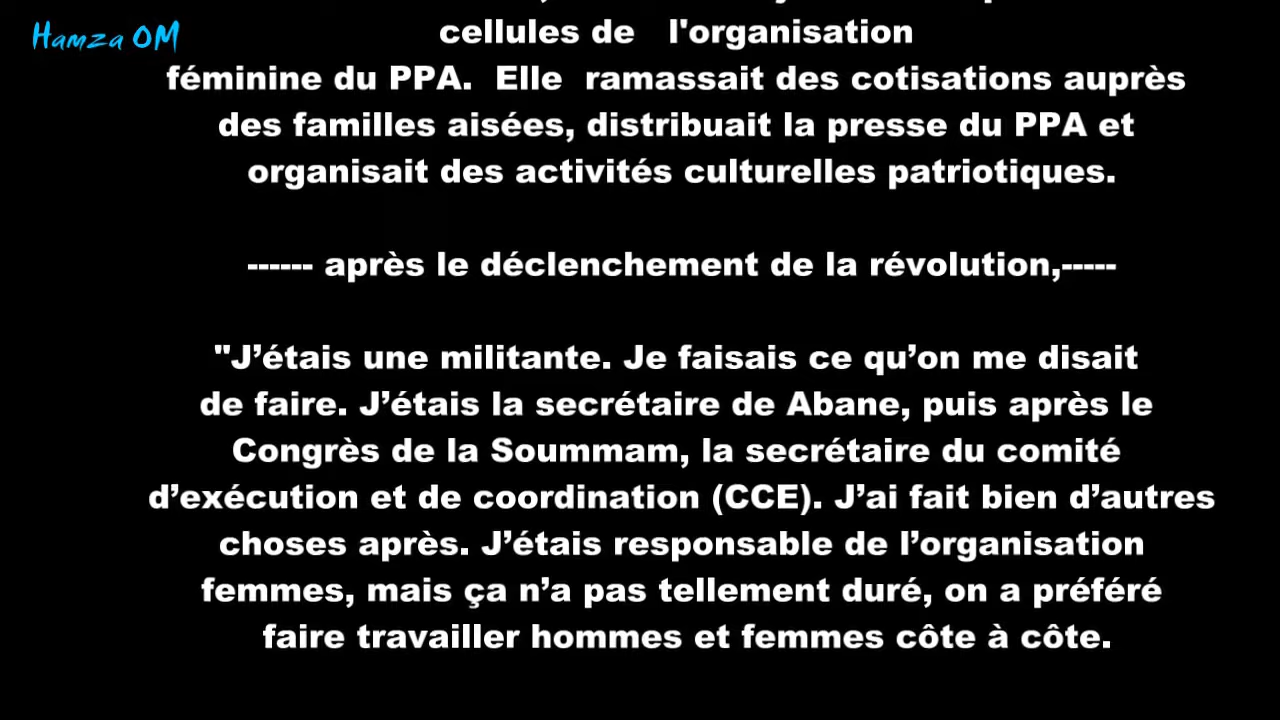 Hamza OM
cellules de l'organisation
féminine du PPA. Elle ramassait des cotisations auprès
des familles aisées, distribuait la presse du PPA et
organisait des activités culturelles patriotiques.
------ après le déclenchement de la révolution,-----
"J’étais une militante. Je faisais ce qu’on me disait
de faire. J’étais la secrétaire de Abane, puis après le
Congrès de la Soummam, la secrétaire du comité
d’exécution et de coordination (CCE). J’ai fait bien d’autres
choses après. J’étais responsable de l’organisation
femmes, mais ça n’a pas tellement duré, on a préféré
faire travailler hommes et femmes côte à côte.